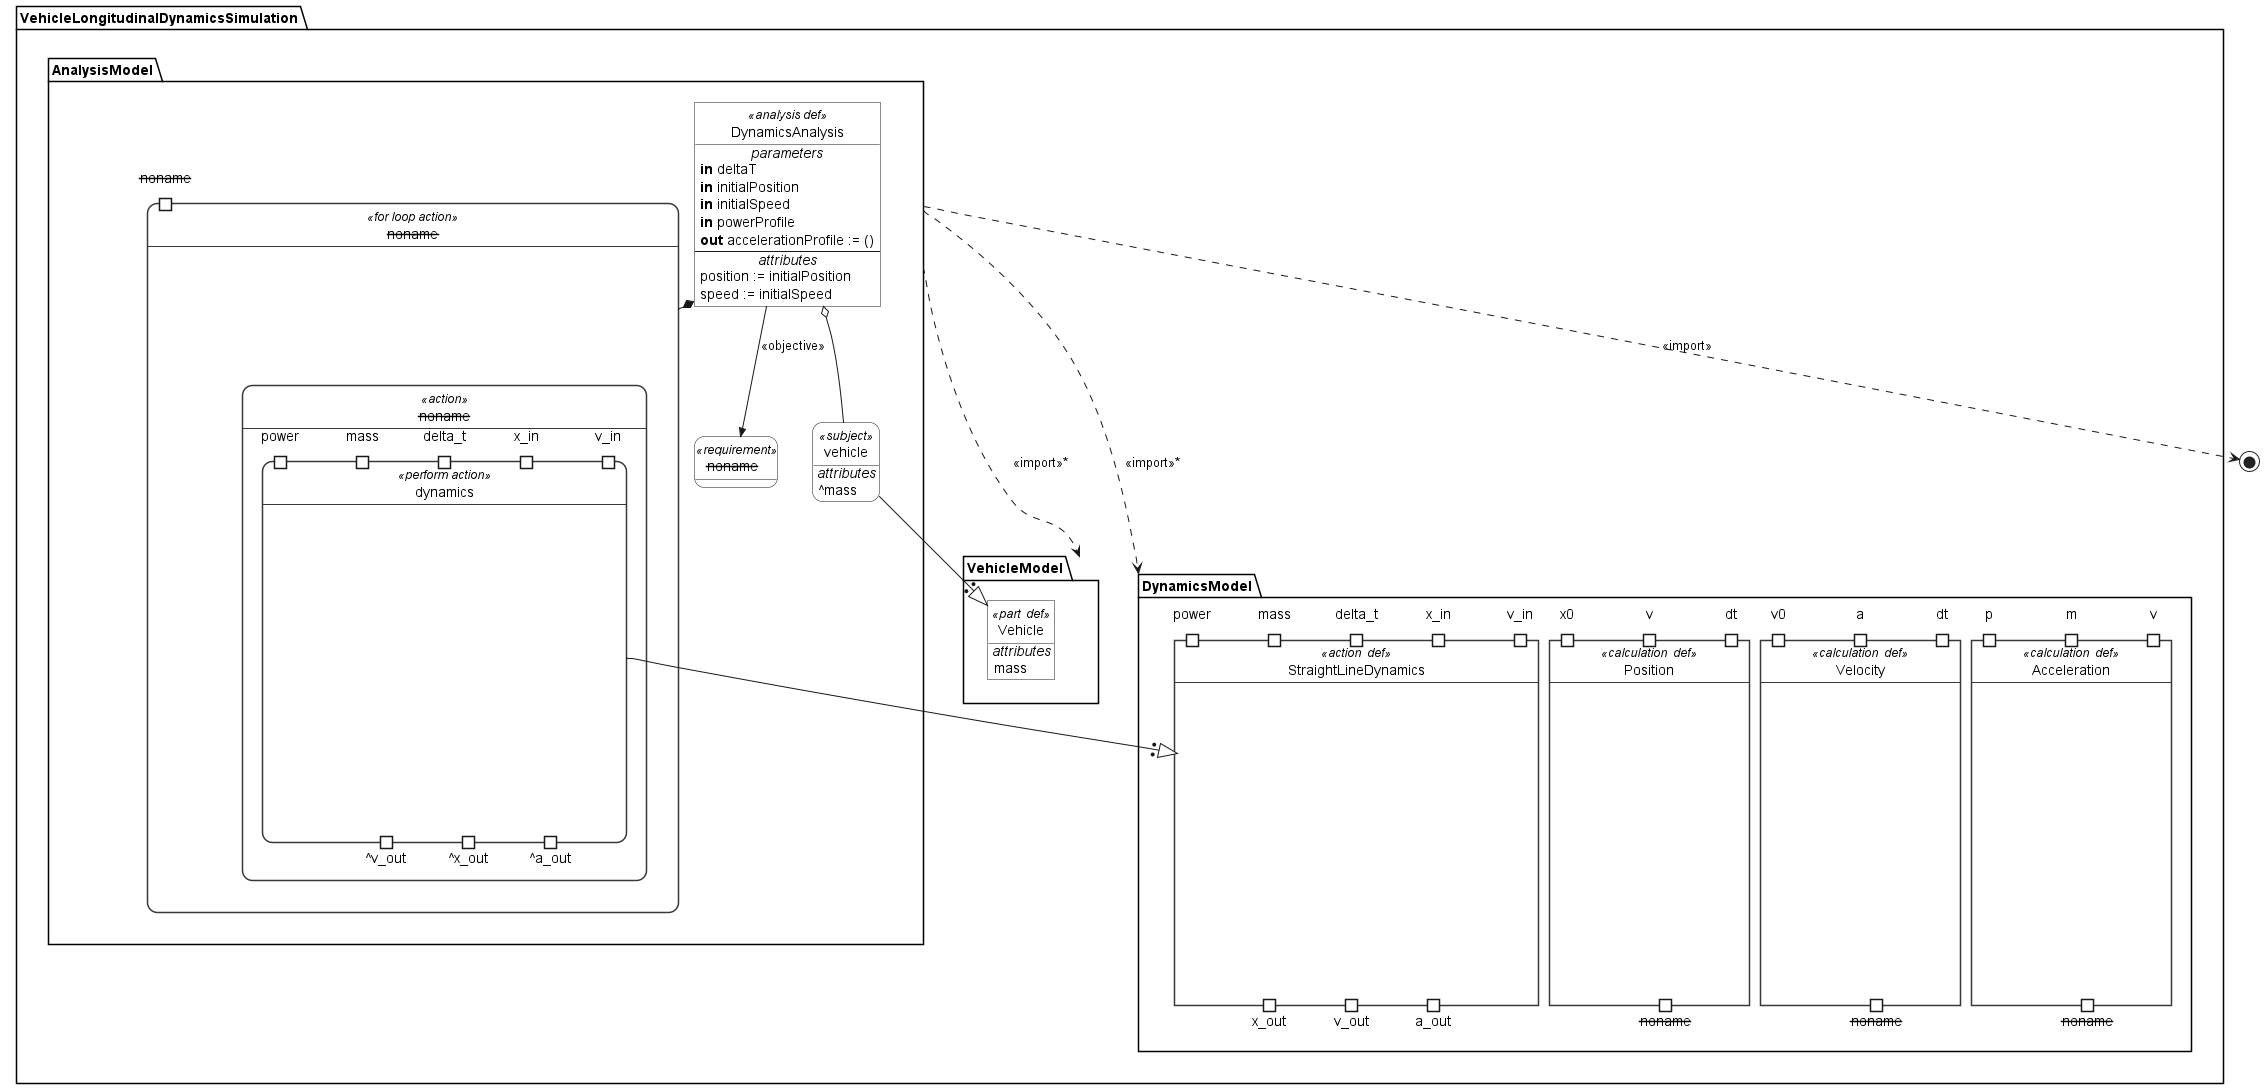 VehicleLongitudinalDynamicsSimulation
AnalysisModel
«analysis def»
DynamicsAnalysis
parameters
in deltaT
in initialPosition
in initialSpeed
in powerProfile
out accelerationProfile := ()
attributes
position := initialPosition
speed := initialSpeed
noname
«for loop action»
noname
«action»
noname
power mass delta_t x_in v_in
«perform action»
dynamics
^v_out ^x_out ^a_out
«objective»
«requirement»
noname
«subject»
vehicle
attributes
^mass
«import»
«import»*
«import»*
VehicleModel
«part def»
Vehicle
attributes
mass
DynamicsModel
power mass delta_t x_in v_in
«action def»
StraightLineDynamics
x_out v_out a_out
x0 v dt
«calculation def»
Position
noname
v0 a dt
«calculation def»
Velocity
noname
p m v
«calculation def»
Acceleration
noname